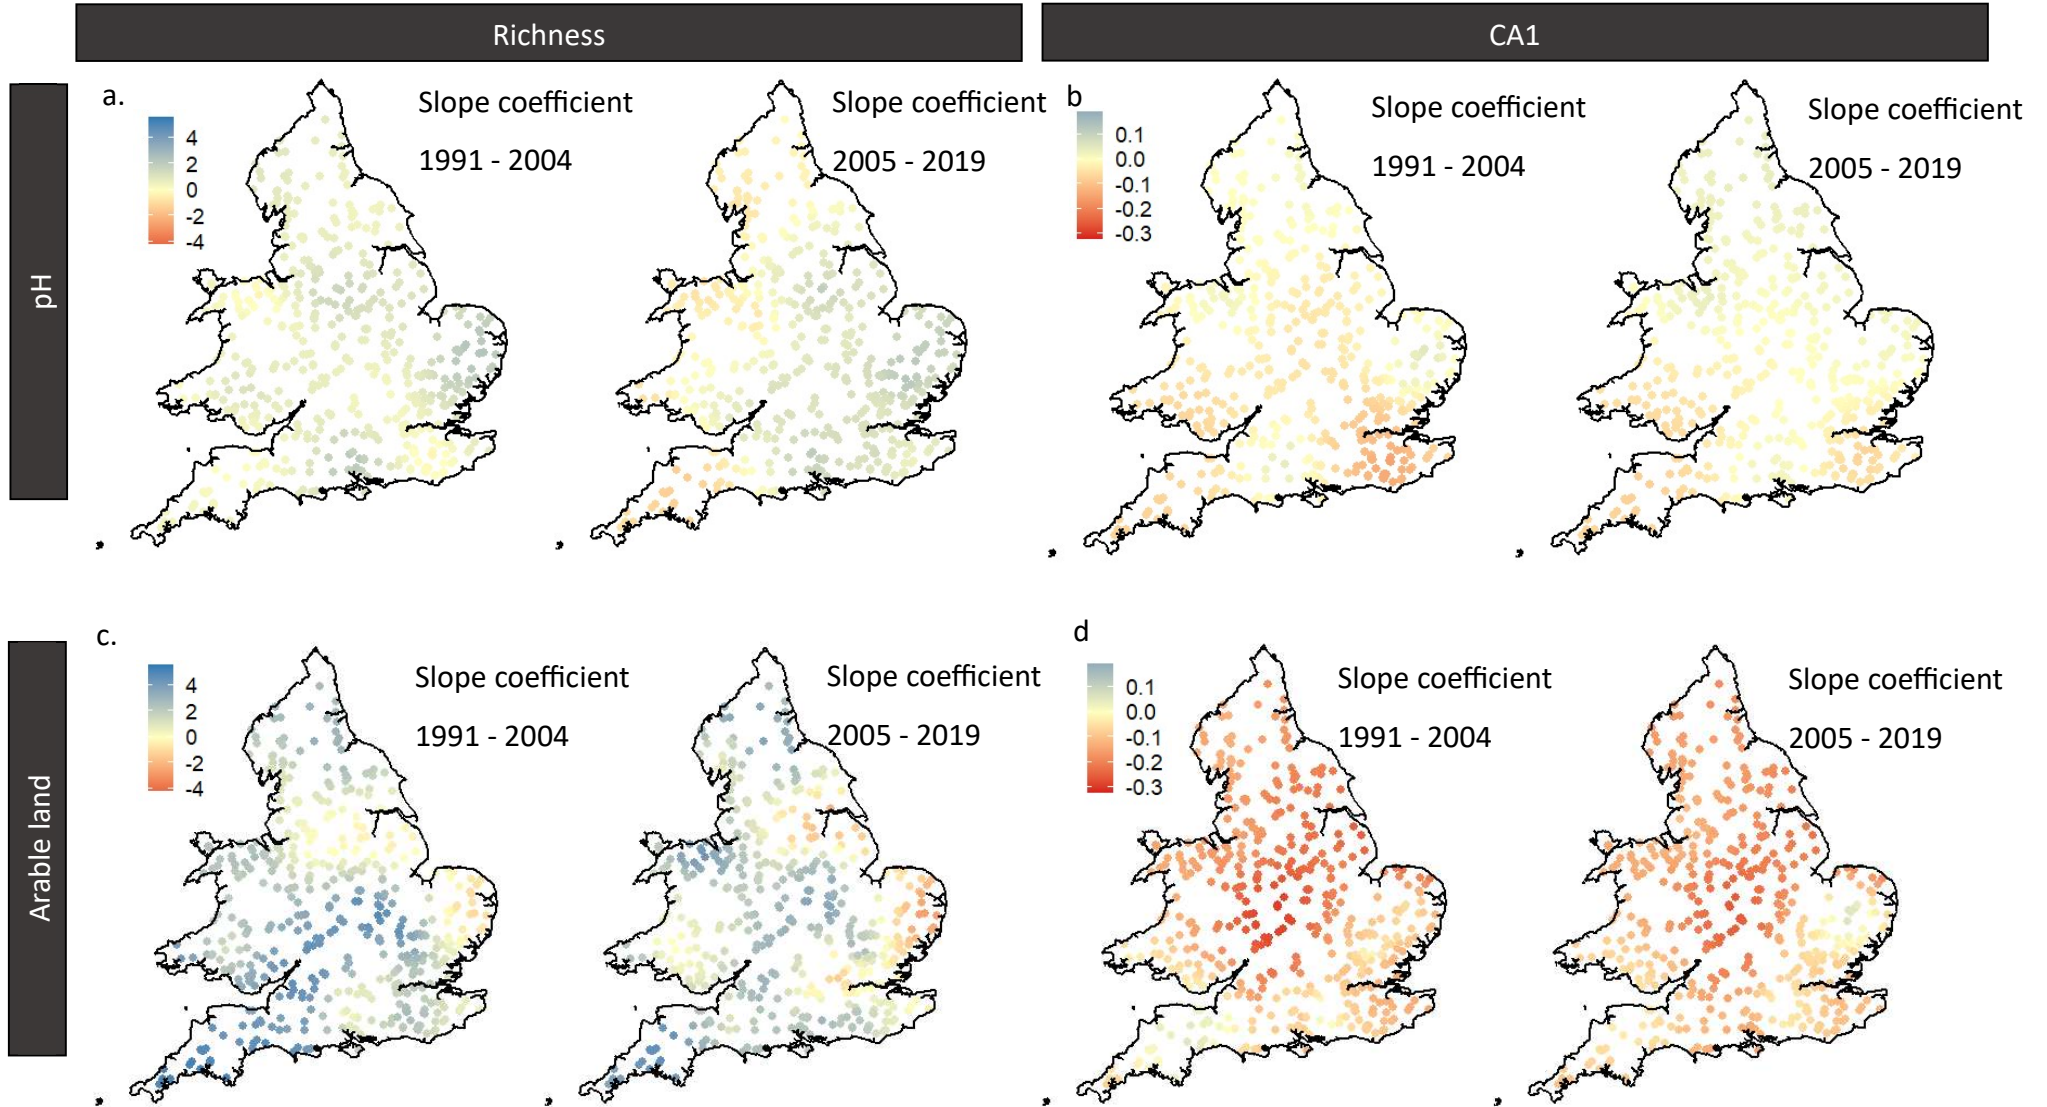 Richness
CA1
pH
a.
4
2
0
-2
-4
Slope coefficient
1991 - 2004
Slope coefficient
2005 - 2019
b
0.1
0.0
-0.1
-0.2
-0.3
Slope coefficient
1991 - 2004
Slope coefficient
2005 - 2019
Arable land
c.
4
2
0
-2
-4
Slope coefficient
1991 - 2004
Slope coefficient
2005 - 2019
d
0.1
0.0
-0.1
-0.2
-0.3
Slope coefficient
1991 - 2004
Slope coefficient
2005 - 2019